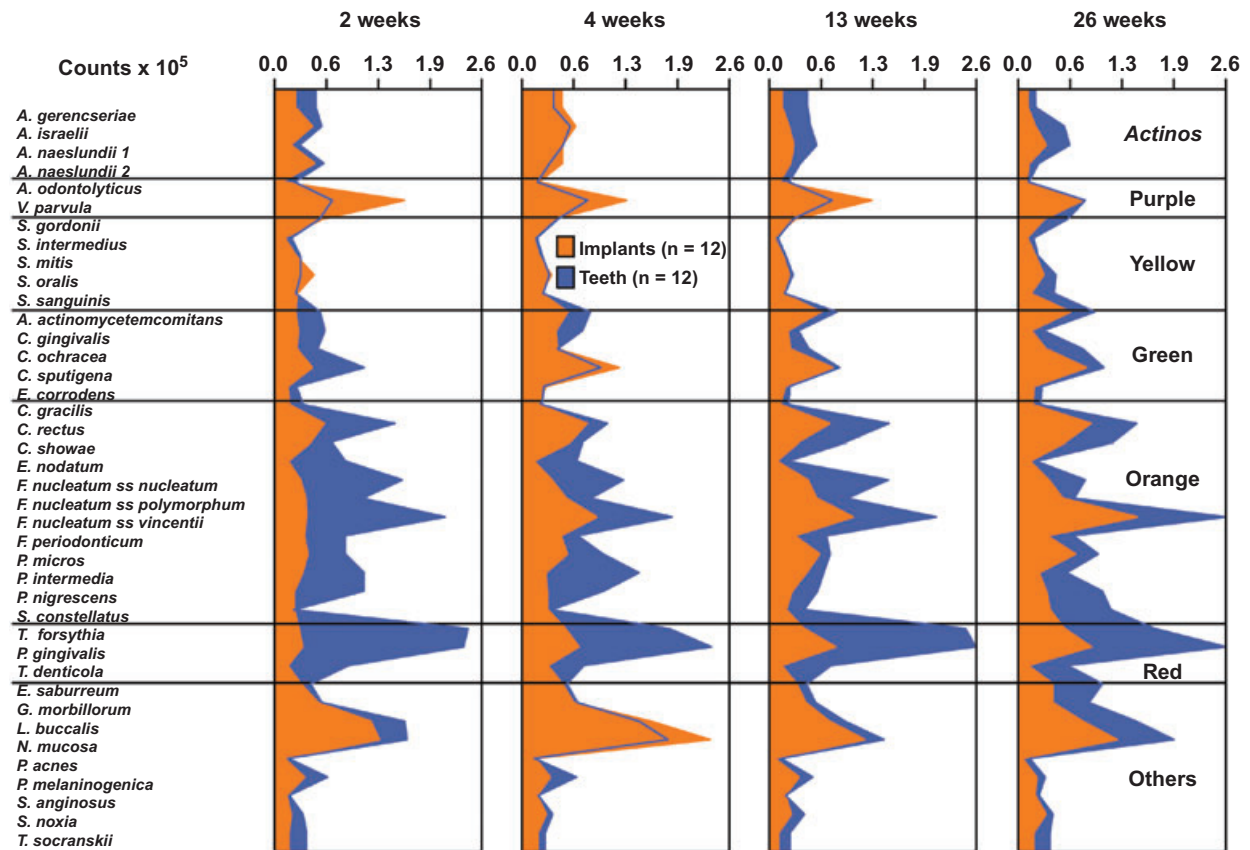 2 weeks 4 weeks 13 weeks 26 weeks
Counts x 10⁵
0.0 0.6 1.3 1.9 2.6 0.0 0.6 1.3 1.9 2.6 0.0 0.6 1.3 1.9 2.6 0.0 0.6 1.3 1.9 2.6
A. gerencseriae
A. israelii
A. naeslundii 1
A. naeslundii 2
Actinos
A. odontolyticus
V. parvula
Purple
S. gordonii
S. intermedius
S. mitis
S. oralis
S. sanguinis
Implants (n = 12)
Teeth (n = 12)
Yellow
A. actinomycetemcomitans
C. gingivalis
C. ochracea
C. sputigena
E. corrodens
Green
C. gracilis
C. rectus
C. showae
E. nodatum
F. nucleatum ss nucleatum
F. nucleatum ss polymorphum
F. nucleatum ss vincentii
F. periodonticum
P. micros
P. intermedia
P. nigrescens
S. constellatus
Orange
T. forsythia
P. gingivalis
T. denticola
Red
E. saburreum
G. morbillorum
L. buccalis
N. mucosa
P. acnes
P. melaninogenica
S. anginosus
S. noxia
T. socranskii
Others